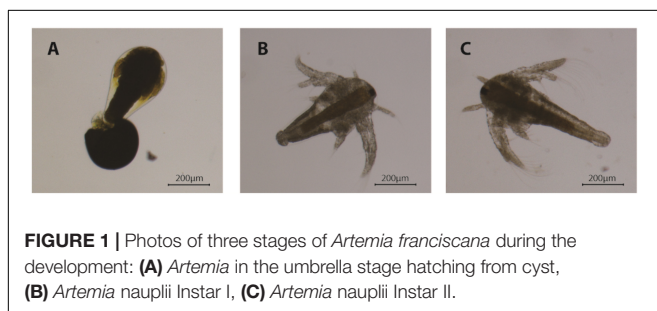 A
B
C
200µm
200µm
200µm
FIGURE 1 | Photos of three stages of Artemia franciscana during the
development: (A) Artemia in the umbrella stage hatching from cyst,
(B) Artemia nauplii Instar I, (C) Artemia nauplii Instar II.